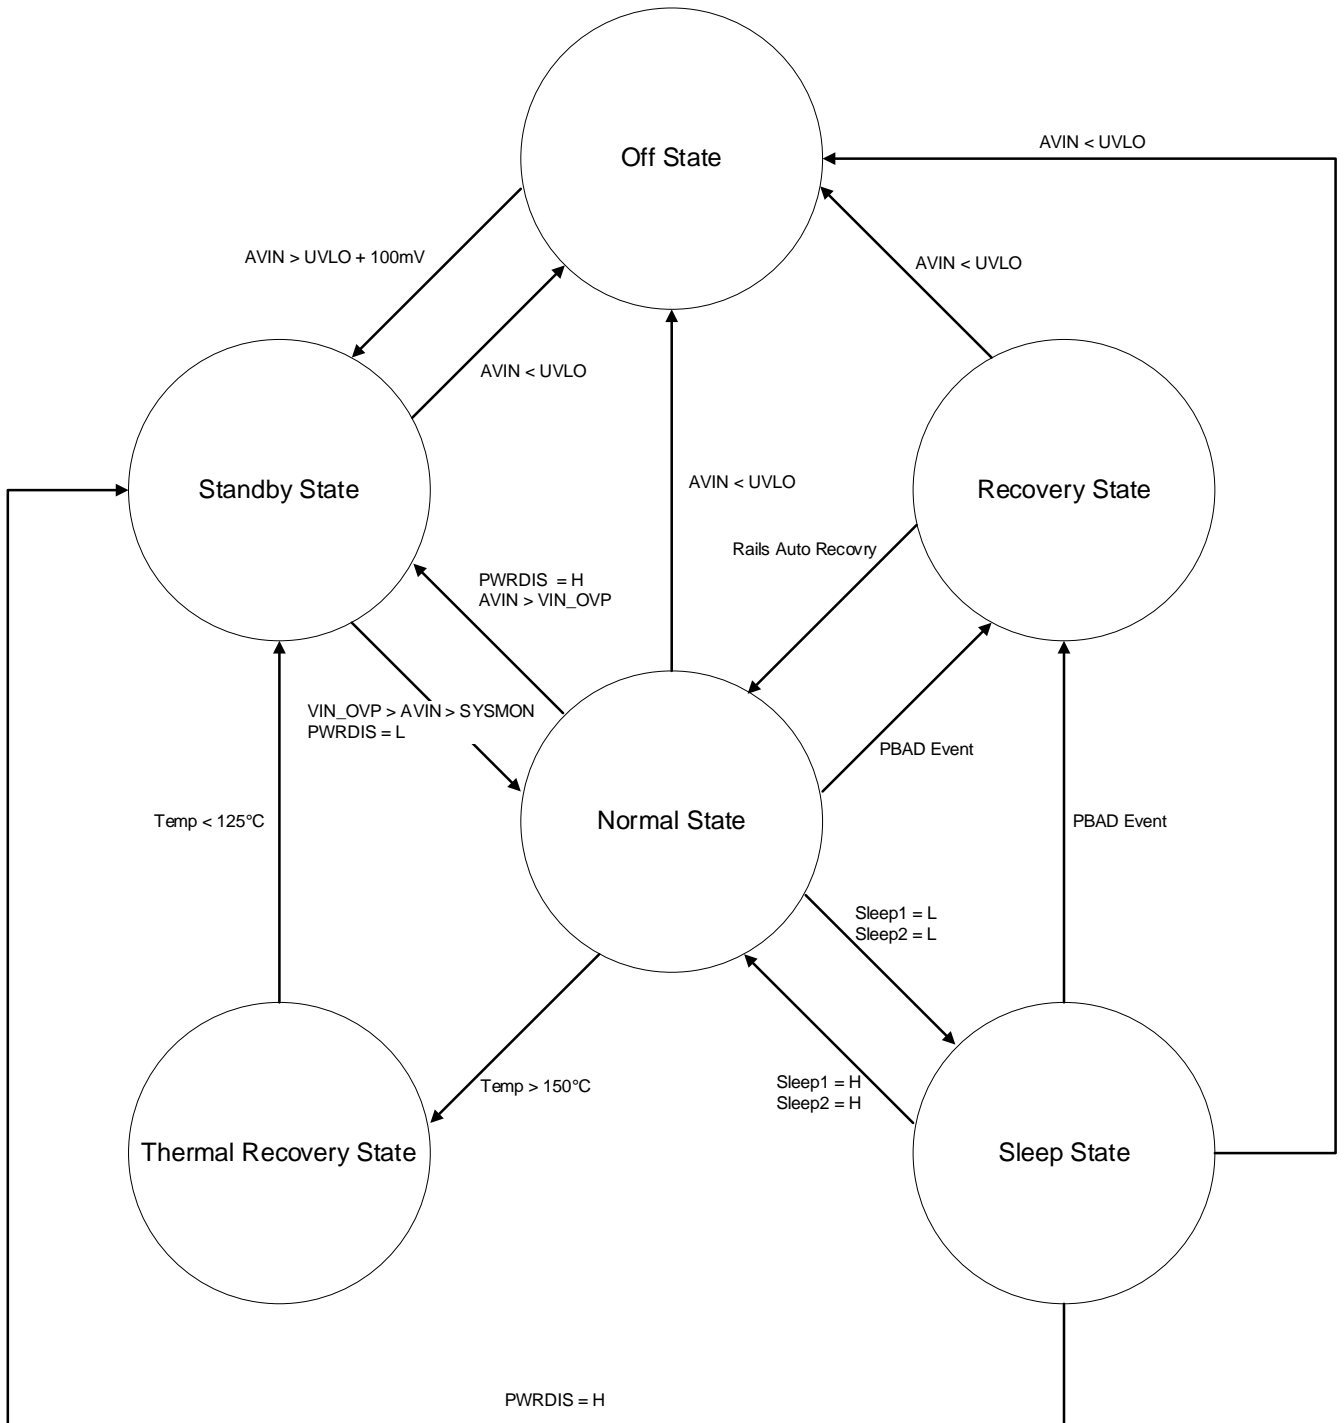 Off State
AVIN < UVLO
AVIN > UVLO + 100mV
AVIN < UVLO
AVIN < UVLO
Standby State
AVIN < UVLO
Recovery State
Rails Auto Recovry
PWRDIS = H
AVIN > VIN_OVP
VIN_OVP > AVIN > SYSMON
PWRDIS = L
PBAD Event
Temp < 125°C
Normal State
PBAD Event
Sleep1 = L
Sleep2 = L
Temp > 150°C
Sleep1 = H
Sleep2 = H
Thermal Recovery State
Sleep State
PWRDIS = H